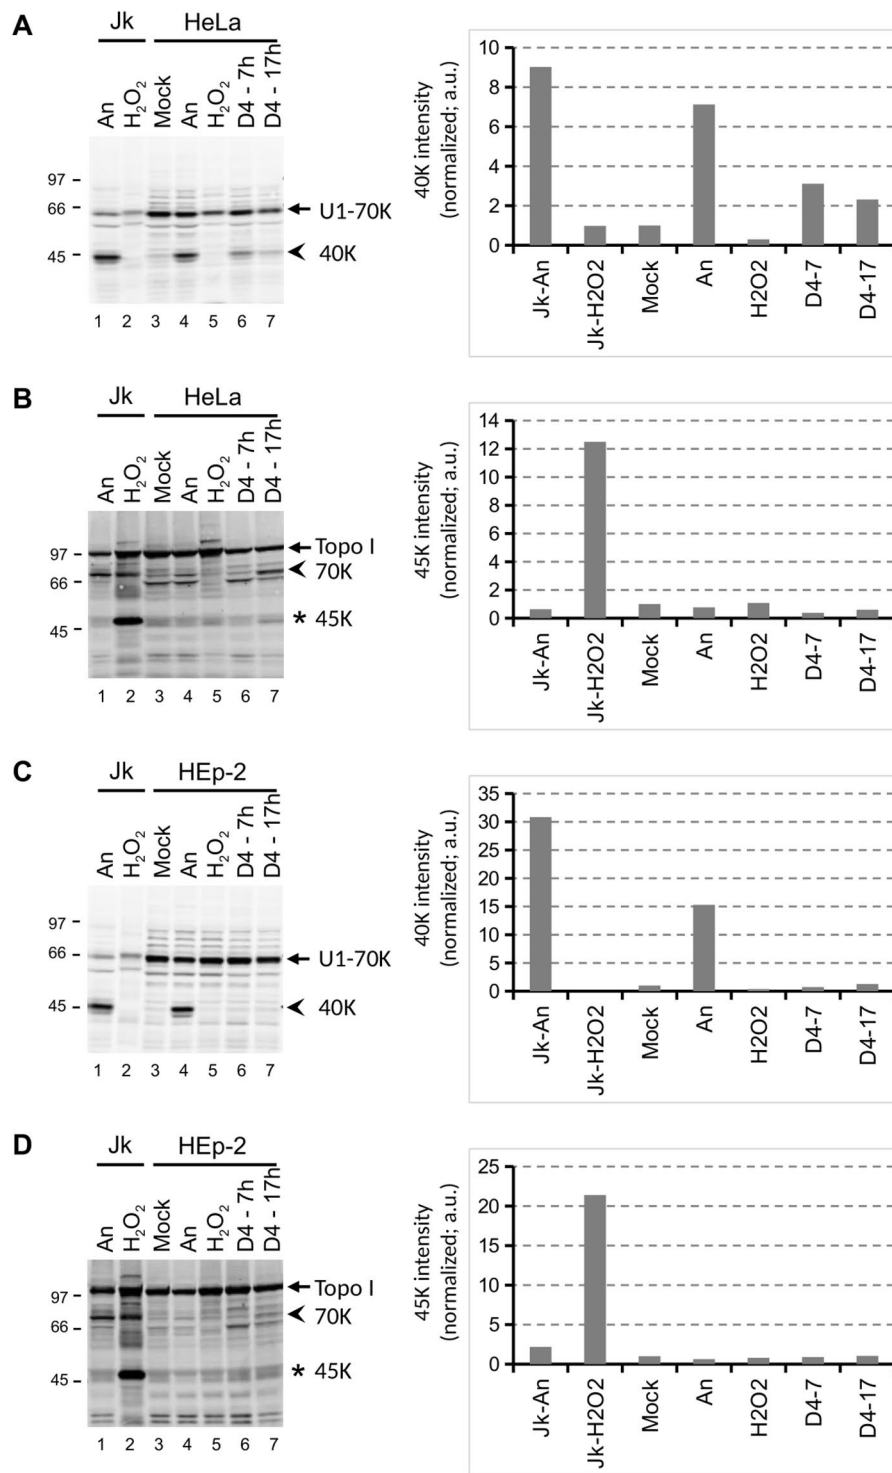 A
Jk HeLa
An H₂O₂ Mock An H₂O₂ D4 - 7h D4 - 17h
97
66
45
U1-70K
40K
1 2 3 4 5 6 7
40K intensity
(normalized; a.u.)
10
8
6
4
2
0
Jk-An Jk-H2O2 Mock An H2O2 D4-7 D4-17
B
Jk HeLa
An H₂O₂ Mock An H₂O₂ D4 - 7h D4 - 17h
97
66
45
Topo I
70K
* 45K
1 2 3 4 5 6 7
45K intensity
(normalized; a.u.)
14
12
10
8
6
4
2
0
Jk-An Jk-H2O2 Mock An H2O2 D4-7 D4-17
C
Jk HEp-2
An H₂O₂ Mock An H₂O₂ D4 - 7h D4 - 17h
97
66
45
U1-70K
40K
1 2 3 4 5 6 7
40K intensity
(normalized; a.u.)
35
30
25
20
15
10
5
0
Jk-An Jk-H2O2 Mock An H2O2 D4-7 D4-17
D
Jk HEp-2
An H₂O₂ Mock An H₂O₂ D4 - 7h D4 - 17h
97
66
45
Topo I
70K
* 45K
1 2 3 4 5 6 7
45K intensity
(normalized; a.u.)
25
20
15
10
5
0
Jk-An Jk-H2O2 Mock An H2O2 D4-7 D4-17